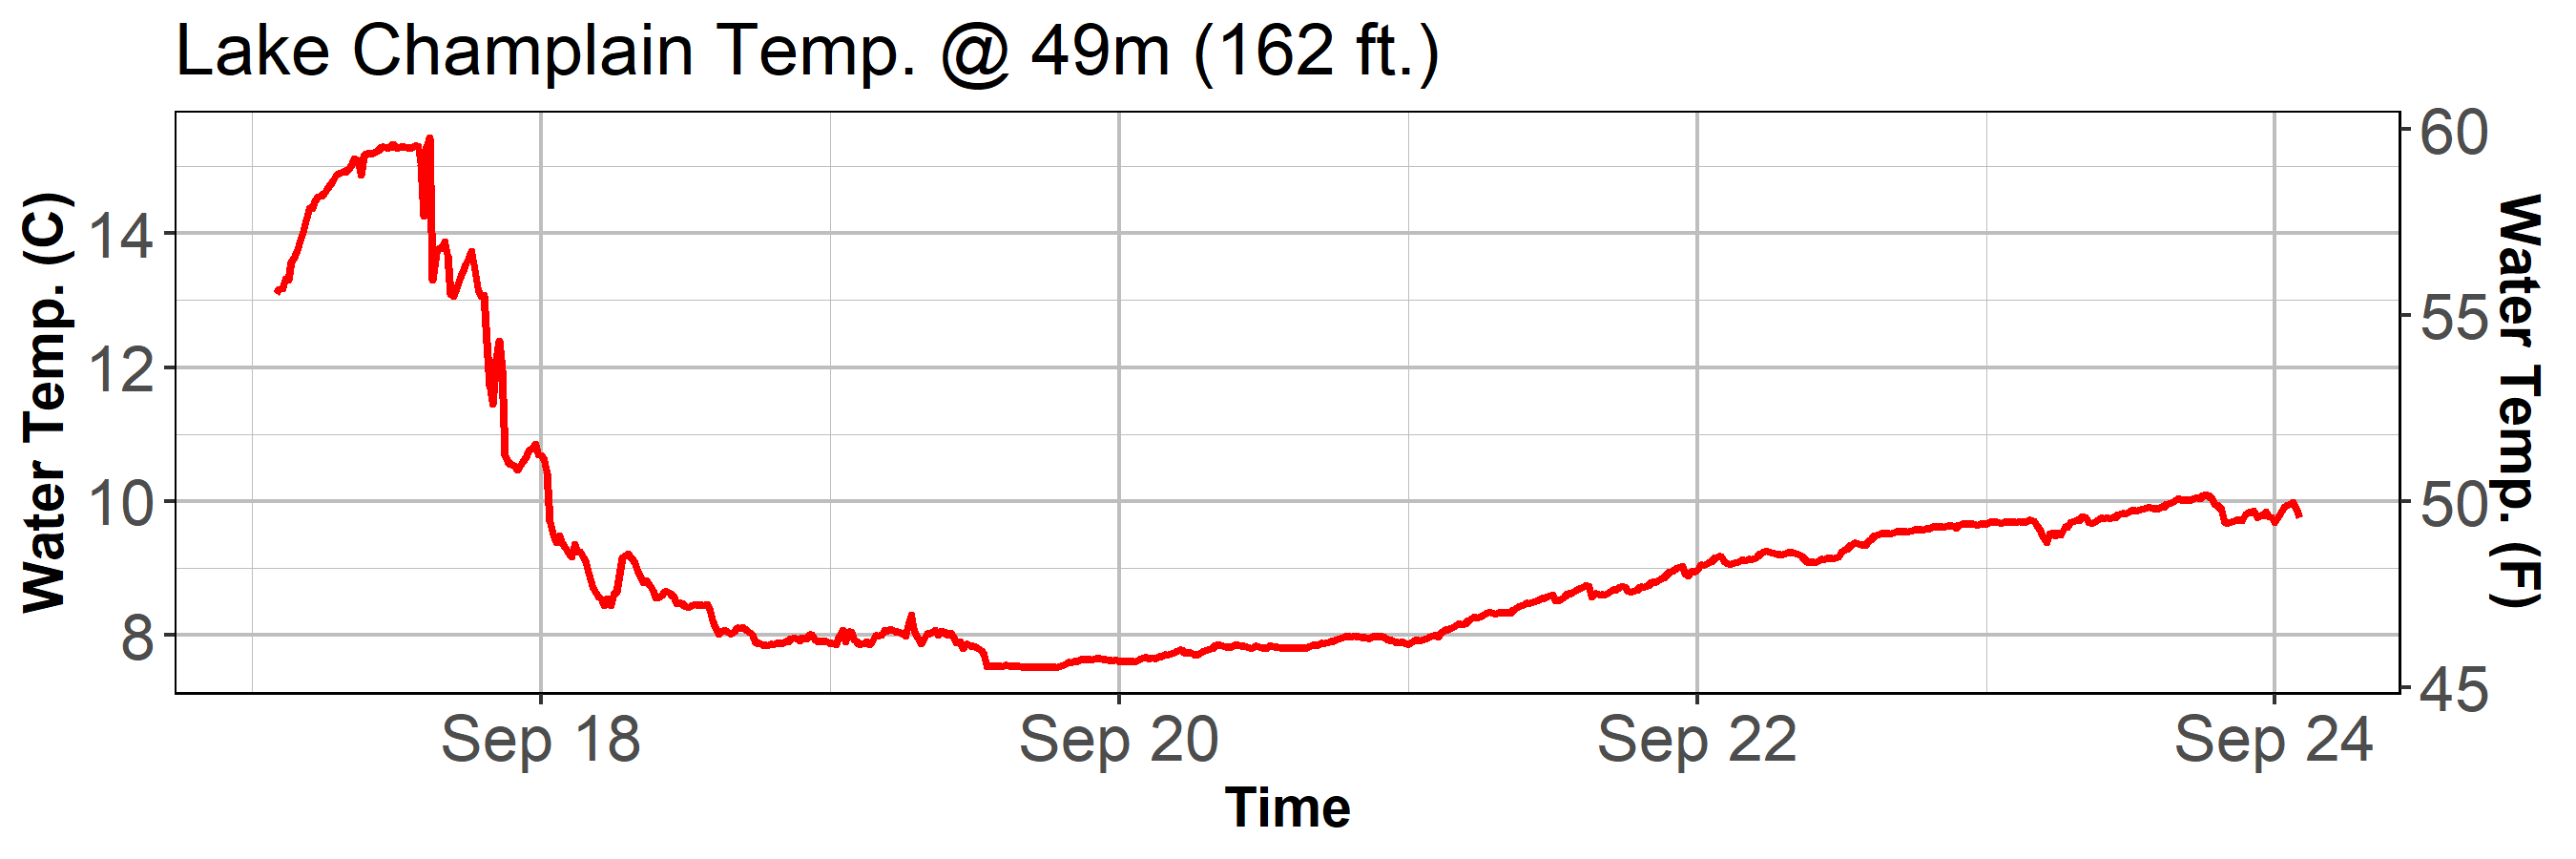 Lake Champlain Temp. @ 49m (162 ft.)
Water Temp. (C)
14
12
10
8
60
55
50
45
Water Temp. (F)
Sep 18
Sep 20
Sep 22
Sep 24
Time